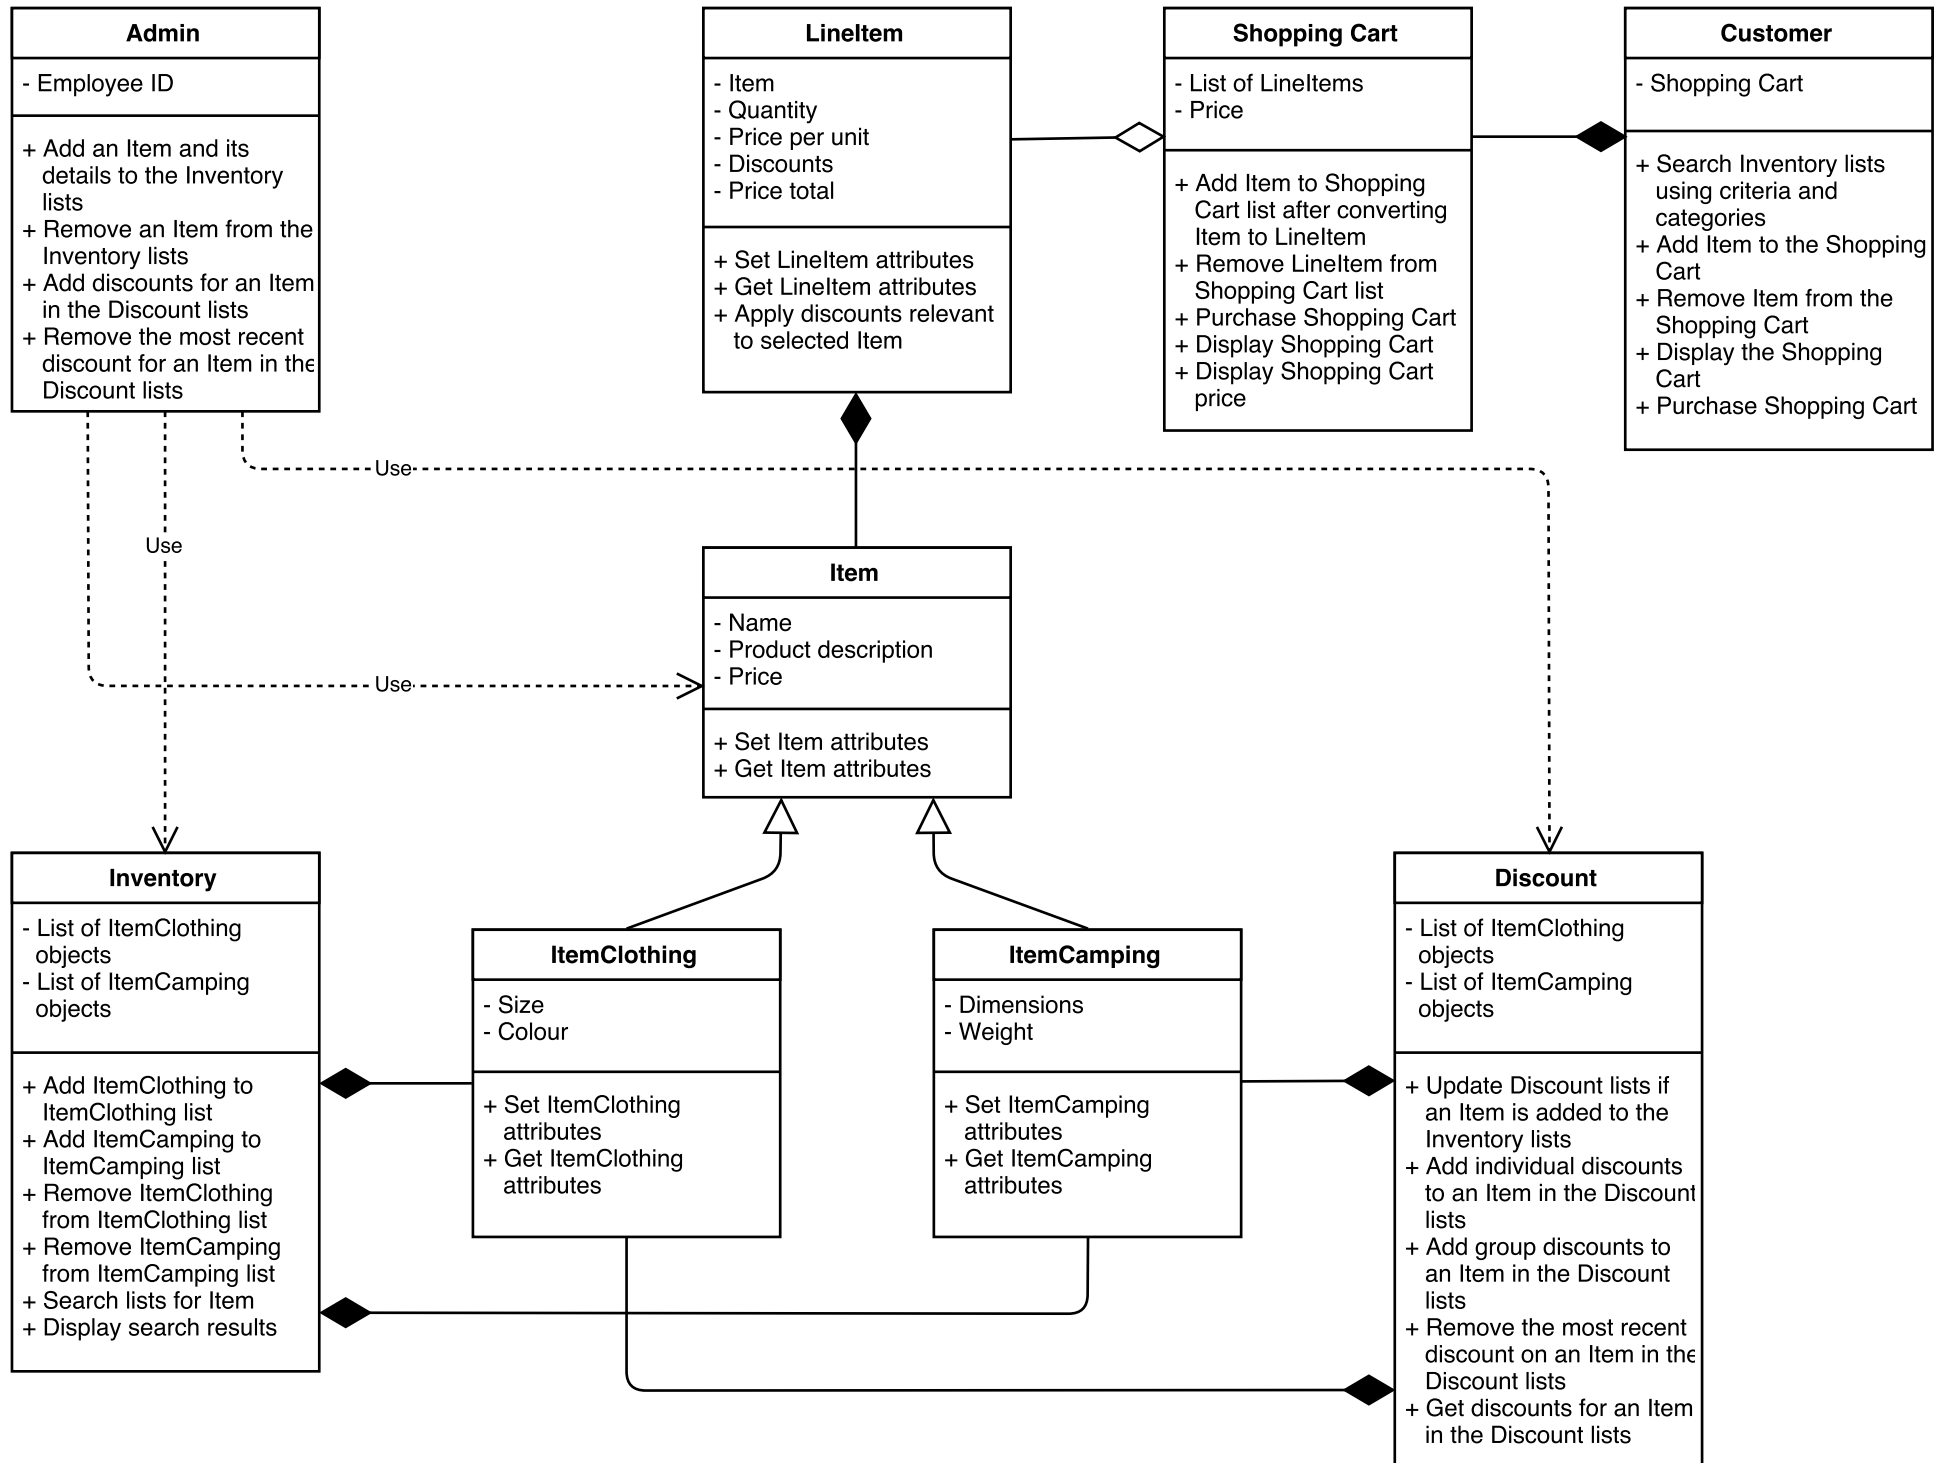 Admin
- Employee ID
+ Add an Item and its
details to the Inventory
lists
+ Remove an Item from the
Inventory lists
+ Add discounts for an Item
in the Discount lists
+ Remove the most recent
discount for an Item in the
Discount lists
LineItem
- Item
- Quantity
- Price per unit
- Discounts
- Price total
+ Set LineItem attributes
+ Get LineItem attributes
+ Apply discounts relevant
to selected Item
Shopping Cart
- List of LineItems
- Price
+ Add Item to Shopping
Cart list after converting
Item to LineItem
+ Remove LineItem from
Shopping Cart list
+ Purchase Shopping Cart
+ Display Shopping Cart
+ Display Shopping Cart
price
Customer
- Shopping Cart
+ Search Inventory lists
using criteria and
categories
+ Add Item to the Shopping
Cart
+ Remove Item from the
Shopping Cart
+ Display the Shopping
Cart
+ Purchase Shopping Cart
Use
Use
Use
Item
- Name
- Product description
- Price
+ Set Item attributes
+ Get Item attributes
Inventory
- List of ItemClothing
objects
- List of ItemCamping
objects
+ Add ItemClothing to
ItemClothing list
+ Add ItemCamping to
ItemCamping list
+ Remove ItemClothing
from ItemClothing list
+ Remove ItemCamping
from ItemCamping list
+ Search lists for Item
+ Display search results
ItemClothing
- Size
- Colour
+ Set ItemClothing
attributes
+ Get ItemClothing
attributes
ItemCamping
- Dimensions
- Weight
+ Set ItemCamping
attributes
+ Get ItemCamping
attributes
Discount
- List of ItemClothing
objects
- List of ItemCamping
objects
+ Update Discount lists if
an Item is added to the
Inventory lists
+ Add individual discounts
to an Item in the Discount
lists
+ Add group discounts to
an Item in the Discount
lists
+ Remove the most recent
discount on an Item in the
Discount lists
+ Get discounts for an Item
in the Discount lists